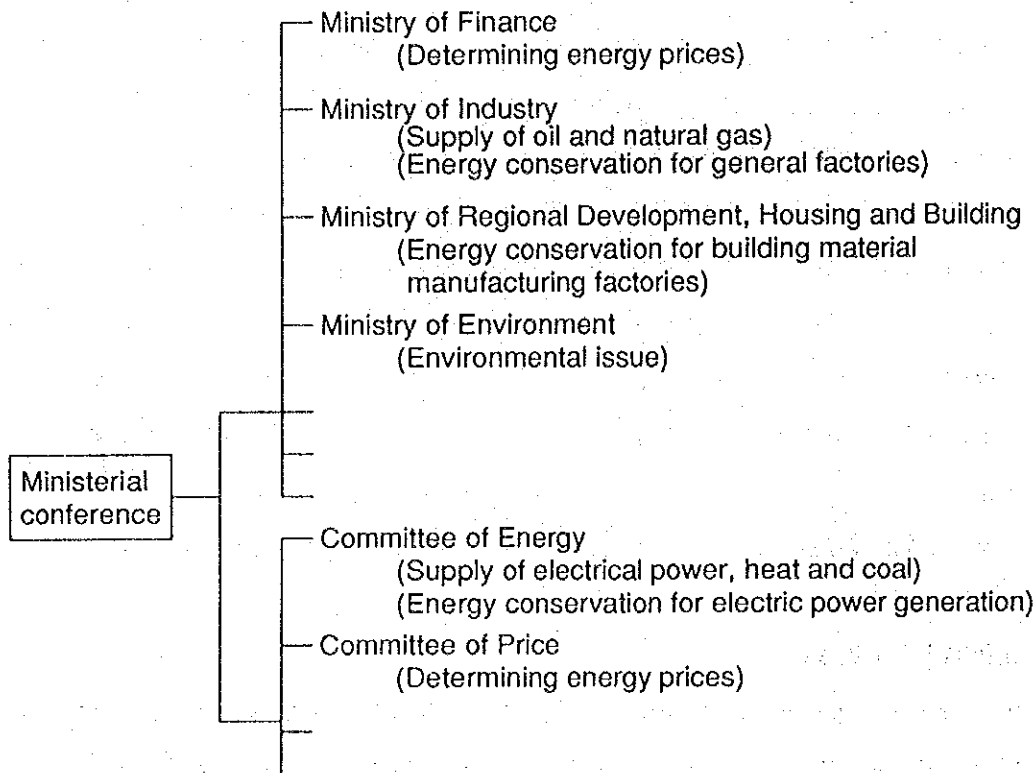 Ministry of Finance
(Determining energy prices)
Ministry of Industry
(Supply of oil and natural gas)
(Energy conservation for general factories)
Ministry of Regional Development, Housing and Building
(Energy conservation for building material
manufacturing factories)
Ministry of Environment
(Environmental issue)
Ministerial
conference
Committee of Energy
(Supply of electrical power, heat and coal)
(Energy conservation for electric power generation)
Committee of Price
(Determining energy prices)